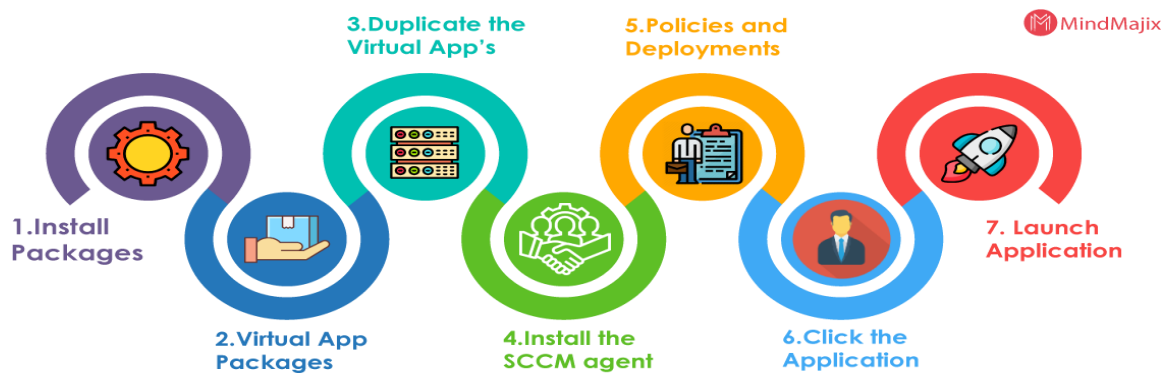 3.Duplicate the
Virtual App's
5.Policies and
Deployments
MindMajix
1.Install
Packages
7. Launch
Application
2.Virtual App
Packages
4.Install the
SCCM agent
6.Click the
Application